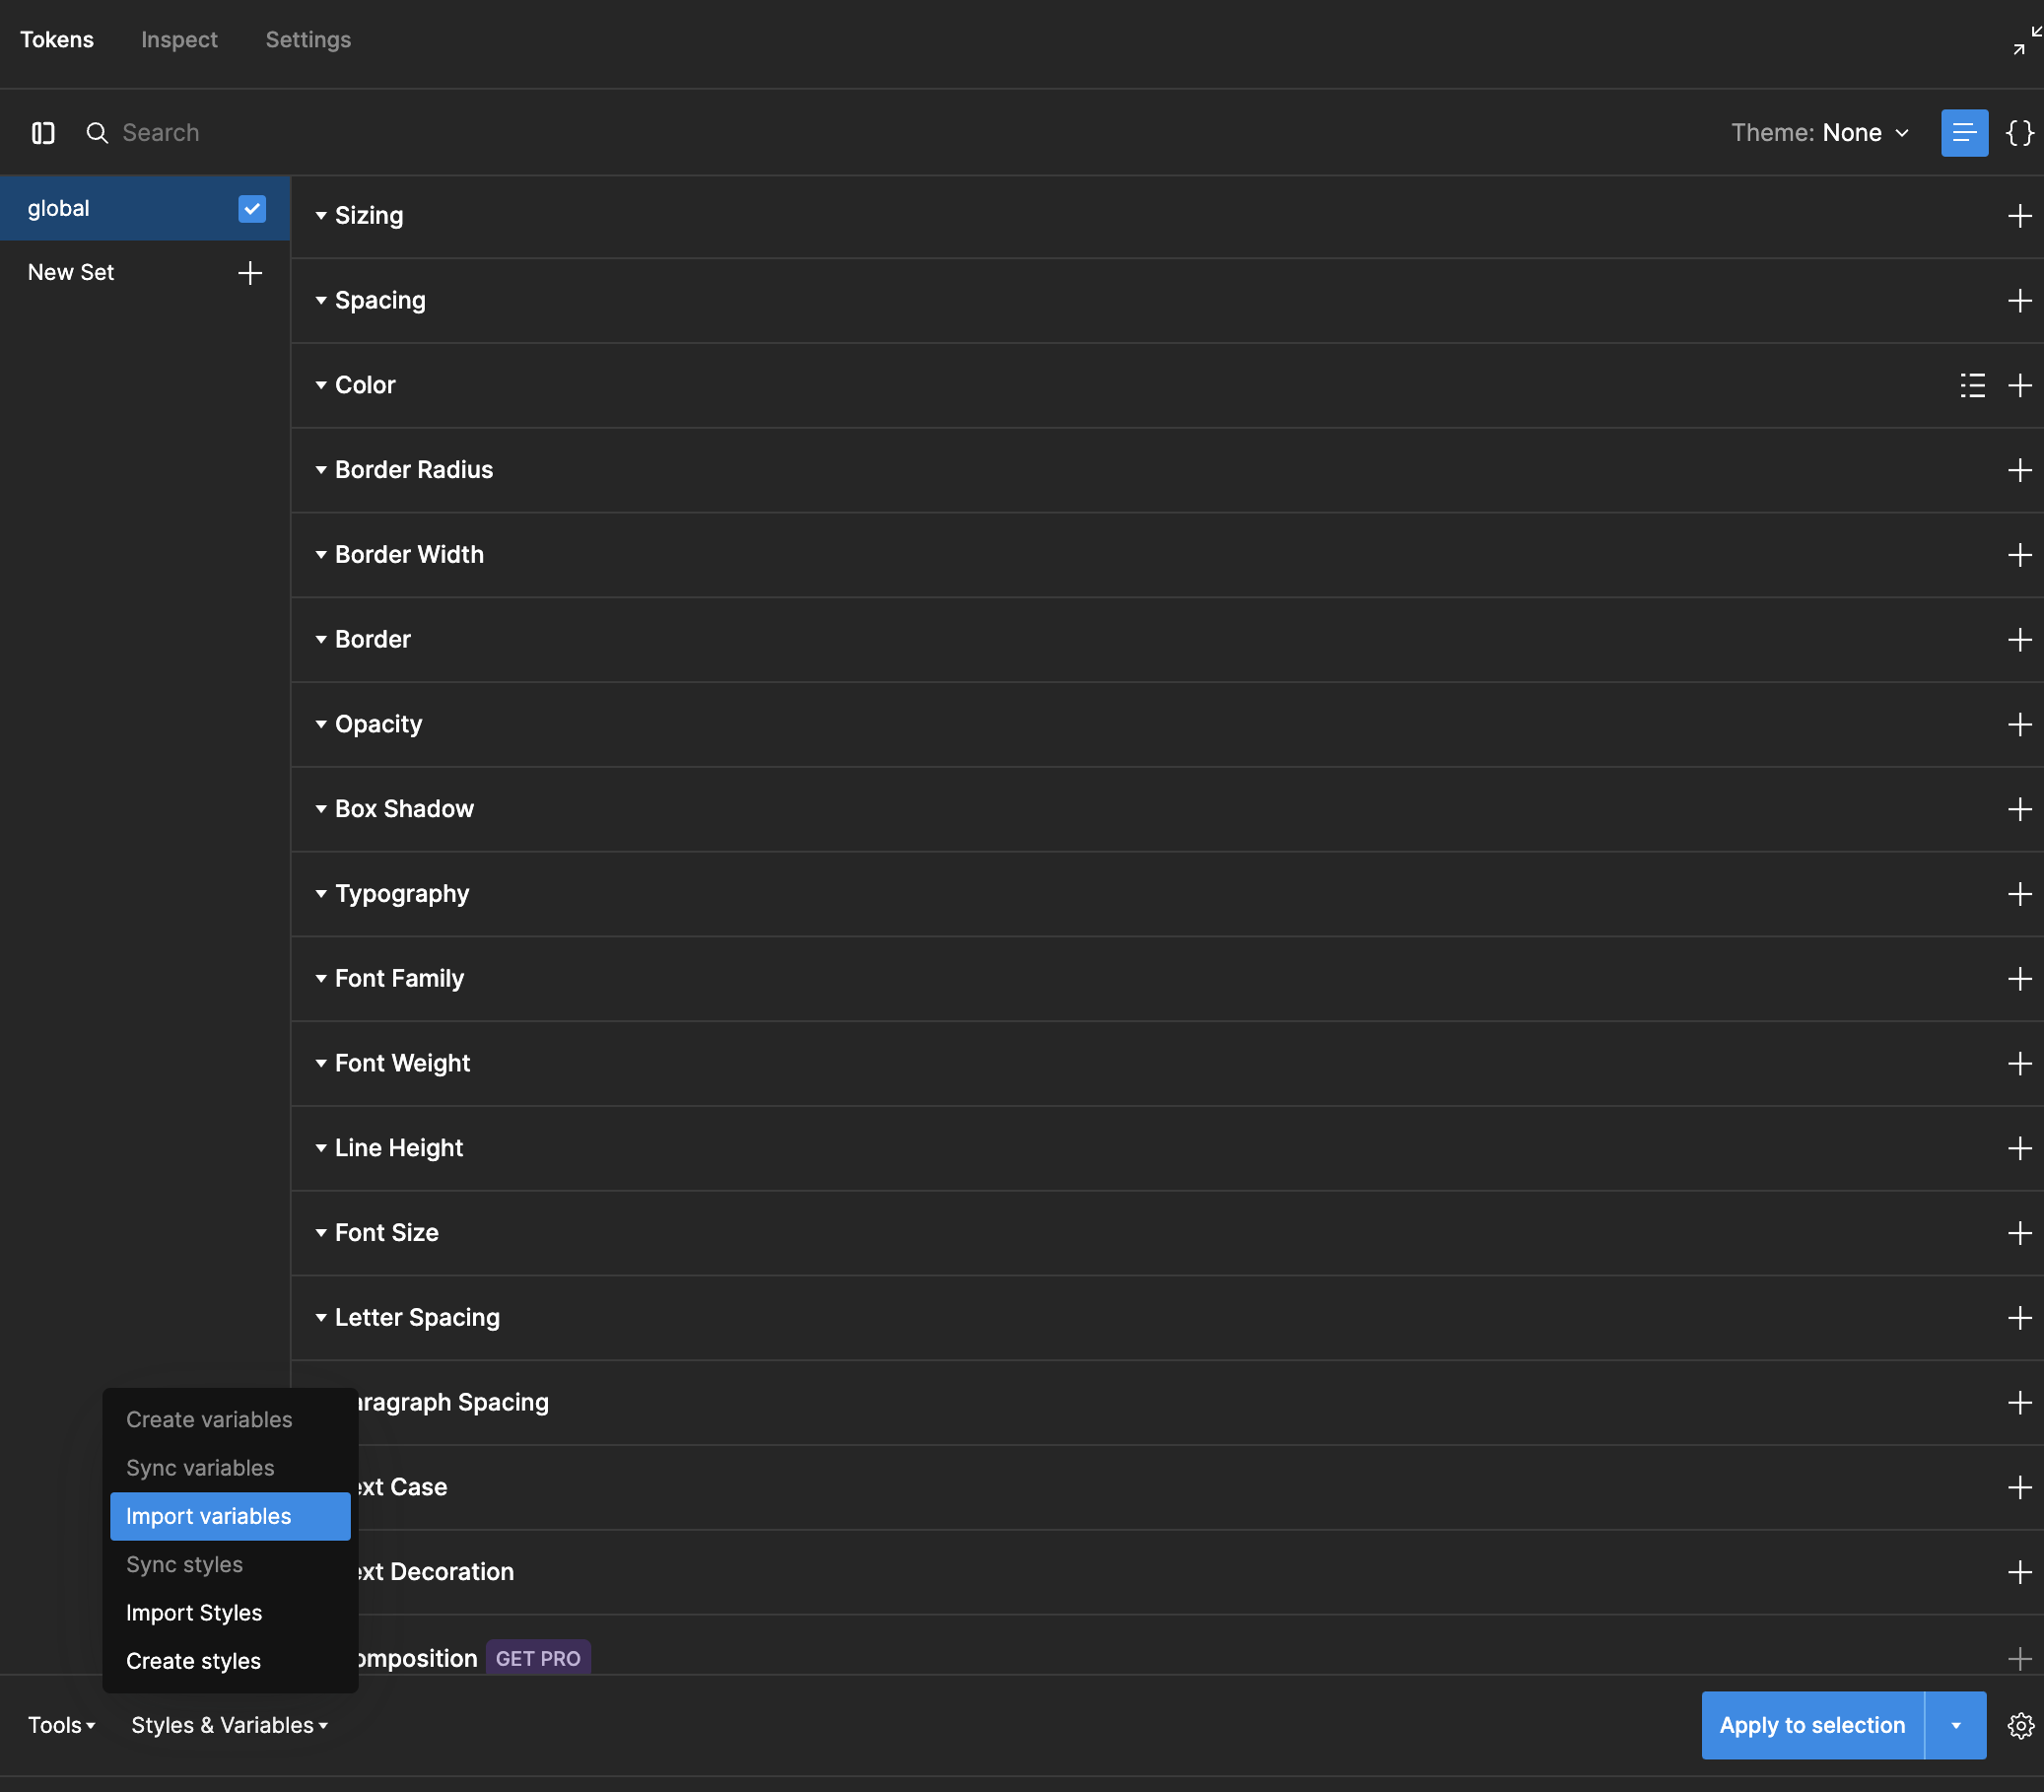 Tokens Inspect Settings
Search Theme: None {}
global
New Set
Sizing
Spacing
Color
Border Radius
Border Width
Border
Opacity
Box Shadow
Typography
Font Family
Font Weight
Line Height
Font Size
Letter Spacing
aragraph Spacing
ext Case
ext Decoration
omposition GET PRO
Create variables
Sync variables
Import variables
Sync styles
Import Styles
Create styles
Tools Styles & Variables Apply to selection